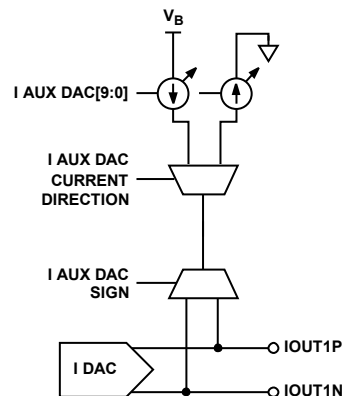 VB
I AUX DAC[9:0]
I AUX DAC
CURRENT
DIRECTION
I AUX DAC
SIGN
IOUT1P
I DAC
IOUT1N